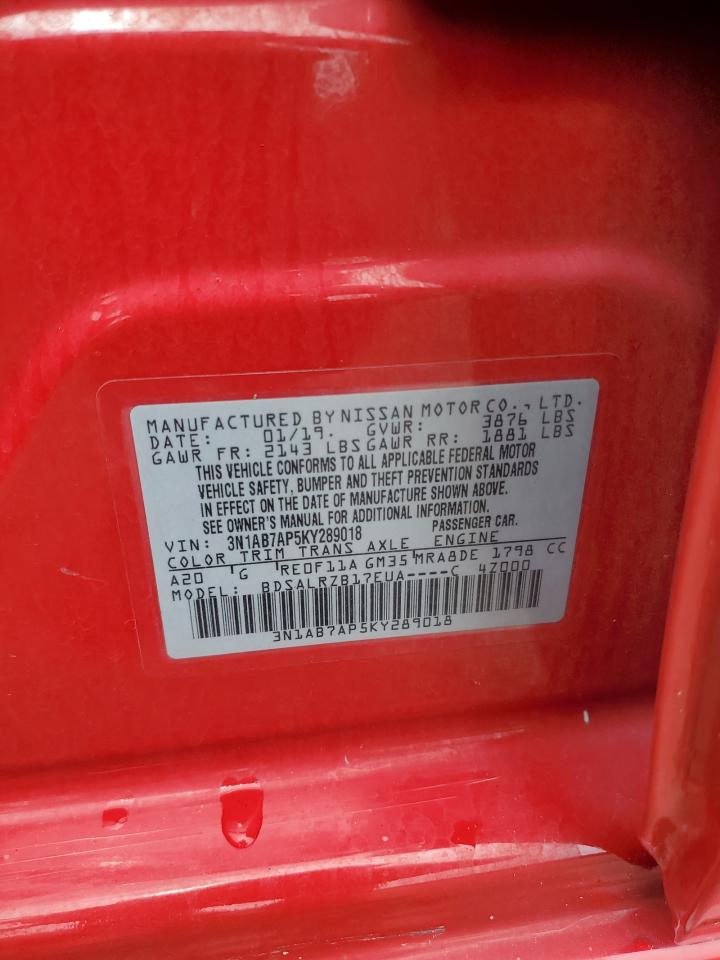 MANUFACTURED BY NISSAN MOTOR CO., LTD.
DATE: 01/19. GVWR: 3876 LBS
GAWR FR: 2143 LBS GAWR RR: 1881 LBS
THIS VEHICLE CONFORMS TO ALL APPLICABLE FEDERAL MOTOR
VEHICLE SAFETY, BUMPER AND THEFT PREVENTION STANDARDS
IN EFFECT ON THE DATE OF MANUFACTURE SHOWN ABOVE.
SEE OWNER'S MANUAL FOR ADDITIONAL INFORMATION.
VIN: 3N1AB7AP5KY289018 PASSENGER CAR.
COLOR TRIM TRANS AXLE ENGINE
A20 G RE0F11A GM35 MRA8DE 1798 CC
MODEL: BDSALRZB17EUA----C 4Z000
3N1AB7AP5KY289018